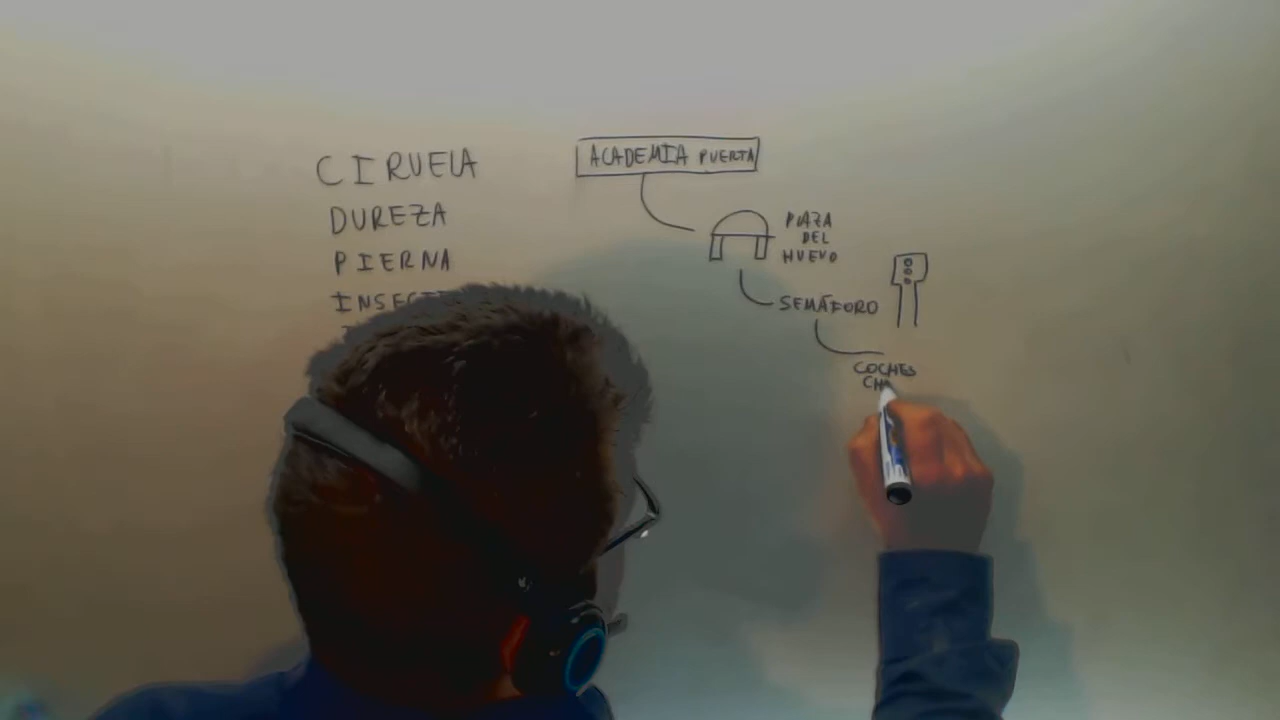 CIRUELA
DUREZA
PIERNA
ACADEMIA PUERTA
PLAZA
DEL
HUEVO
SEMÁFORO
COCHES